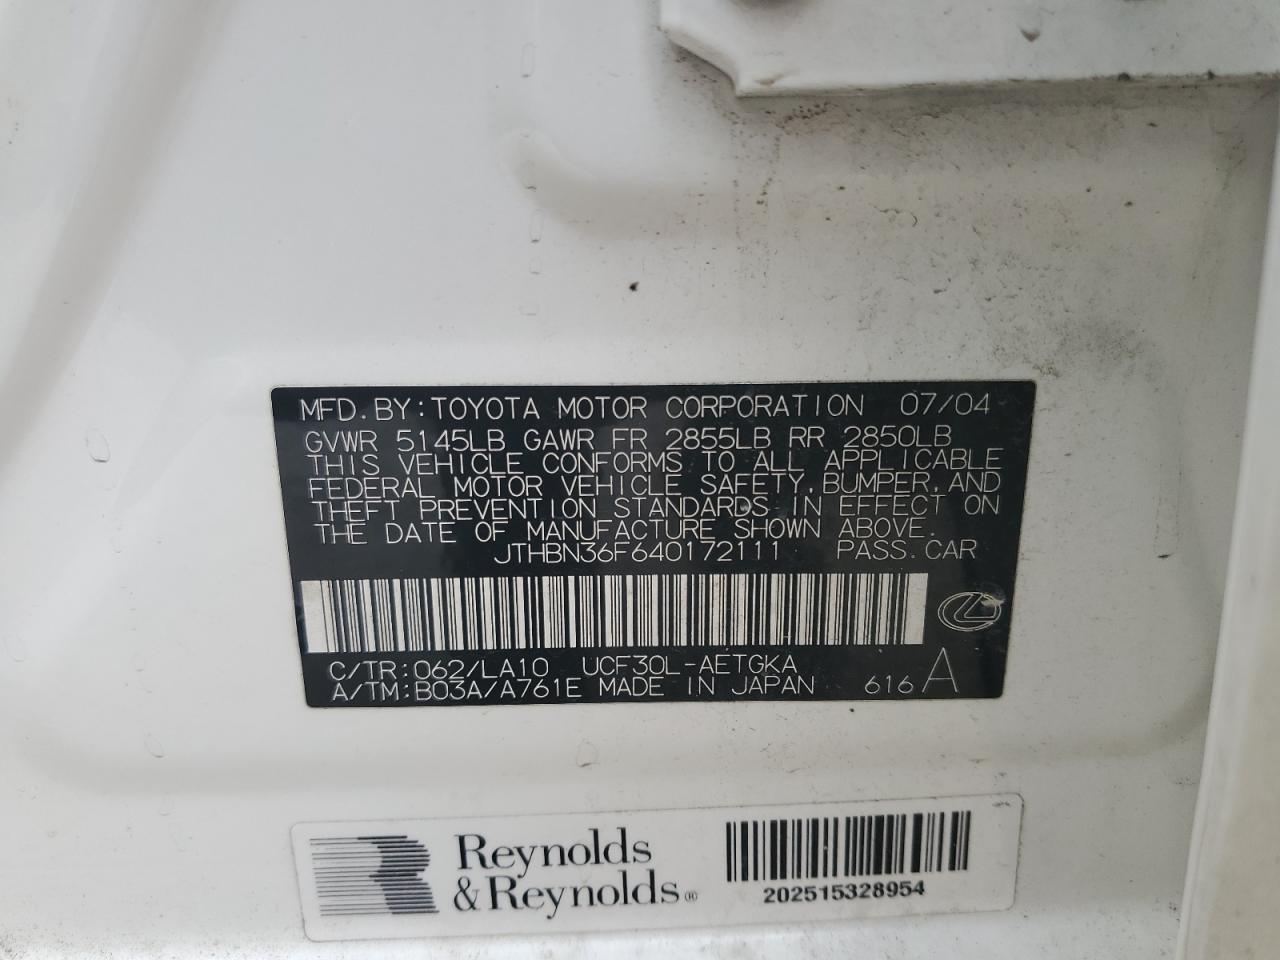 MFD.BY:TOYOTA MOTOR CORPORATION 07/04
GVWR 5145LB GAWR FR 2855LB RR 2850LB
THIS VEHICLE CONFORMS TO ALL APPLICABLE
FEDERAL MOTOR VEHICLE SAFETY,BUMPER,AND
THEFT PREVENTION STANDARDS IN EFFECT ON
THE DATE OF MANUFACTURE SHOWN ABOVE.
JTHBN36F640172111 PASS.CAR
C/TR:062/LA10 UCF30L-AETGKA
A/TM:B03A/A761E MADE IN JAPAN 616 A
Reynolds
& Reynolds®
202515328954